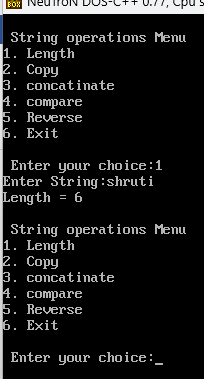 BOX NeuTroN DOS-C++ 0.77, Cpu s
String operations Menu
1. Length
2. Copy
3. concatinate
4. compare
5. Reverse
6. Exit
Enter your choice:1
Enter String:shruti
Length = 6
String operations Menu
1. Length
2. Copy
3. concatinate
4. compare
5. Reverse
6. Exit
Enter your choice:_